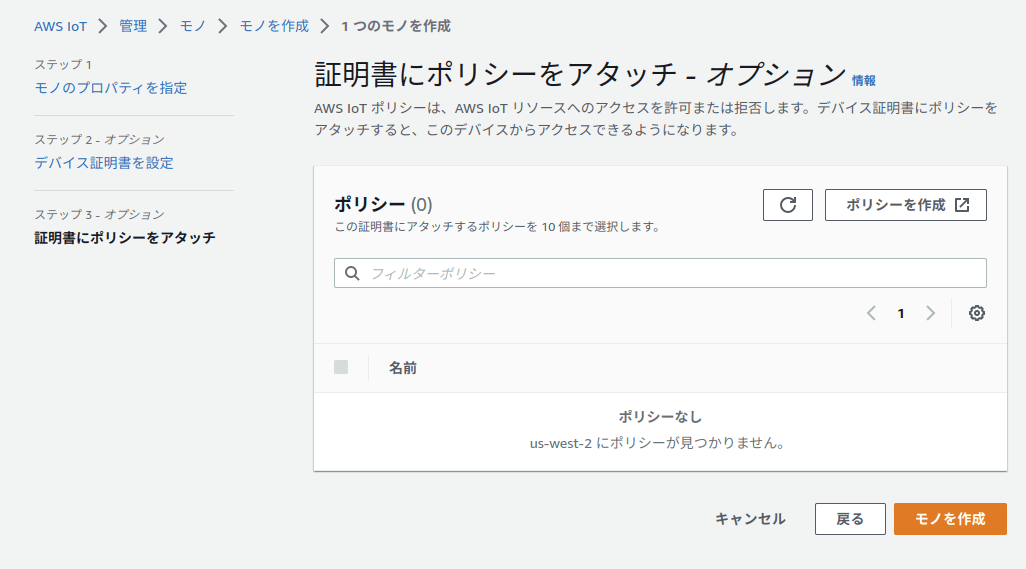 AWS IoT > 管理 > モノ > モノを作成 > 1 つのモノを作成
ステップ 1
モノのプロパティを指定
ステップ 2 - オプション
デバイス証明書を設定
ステップ 3 - オプション
証明書にポリシーをアタッチ
証明書にポリシーをアタッチ - オプション 情報
AWS IoT ポリシーは、AWS IoT リソースへのアクセスを許可または拒否します。デバイス証明書にポリシーを
アタッチすると、このデバイスからアクセスできるようになります。
ポリシー (0)
この証明書にアタッチするポリシーを 10 個まで選択します。
ポリシーを作成
フィルターポリシー
1
名前
ポリシーなし
us-west-2 にポリシーが見つかりません。
キャンセル 戻る モノを作成